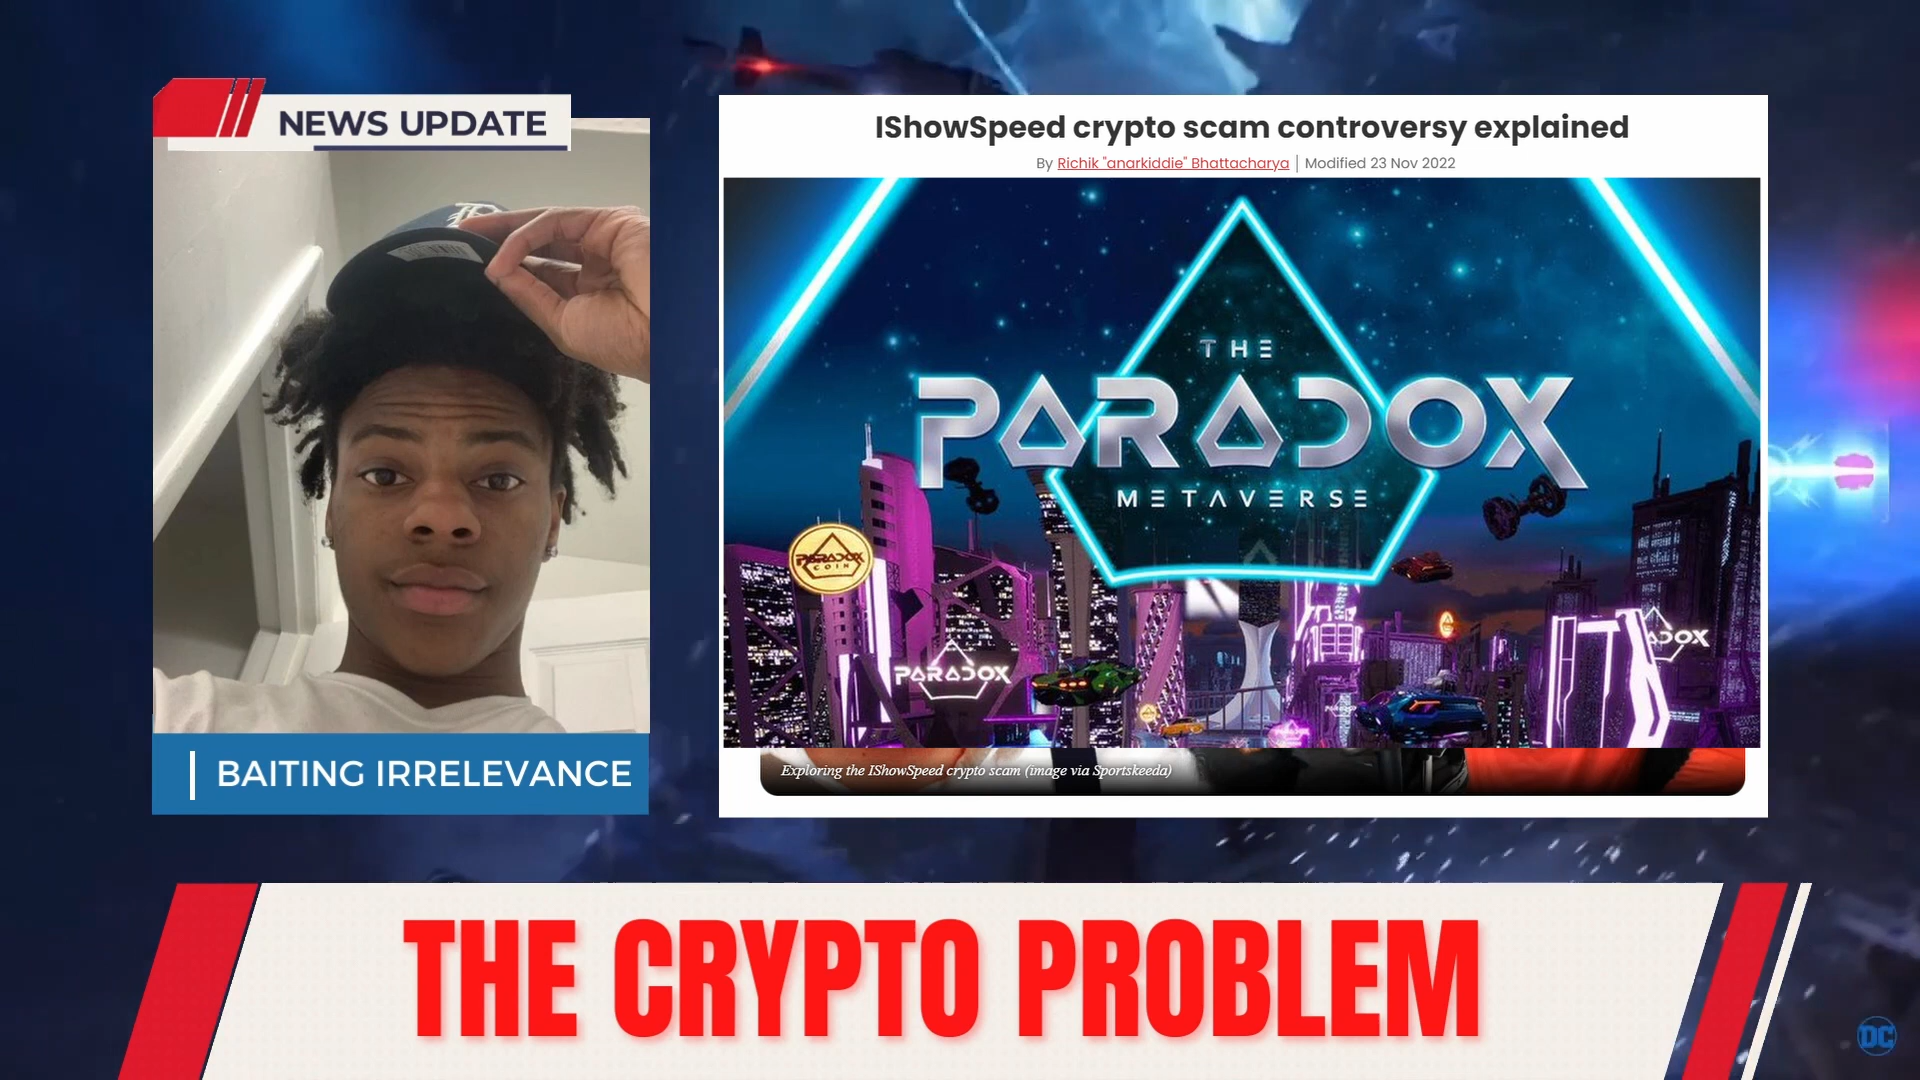 NEWS UPDATE
BAITING IRRELEVANCE
IShowSpeed crypto scam controversy explained
By Richik "anarkiddie" Bhattacharya | Modified 23 Nov 2022
THE
PARADOX
METAVERSE
PARADOX
COIN
PARADOX
ADOX
Exploring the IShowSpeed crypto scam (image via Sportskeeda)
THE CRYPTO PROBLEM
DC